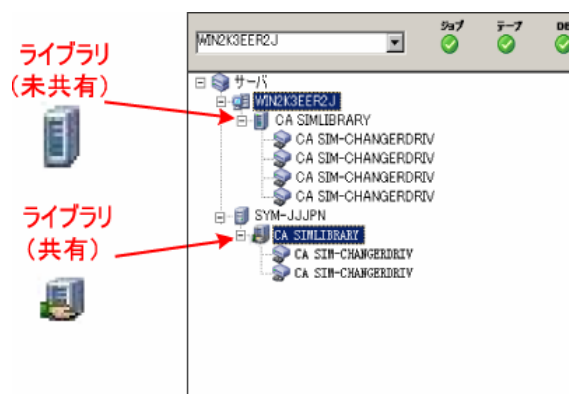 ジョブ テープ DB
WIN2K3EER2J
ライブラリ
(未共有)
サーバ
WIN2K3EER2J
CA SIMLIBRARY
CA SIM-CHANGERDRIV
CA SIM-CHANGERDRIV
CA SIM-CHANGERDRIV
CA SIM-CHANGERDRIV
ライブラリ
(共有)
SYM-JJJPN
CA SIMLIBRARY
CA SIM-CHANGERDRIV
CA SIM-CHANGERDRIV